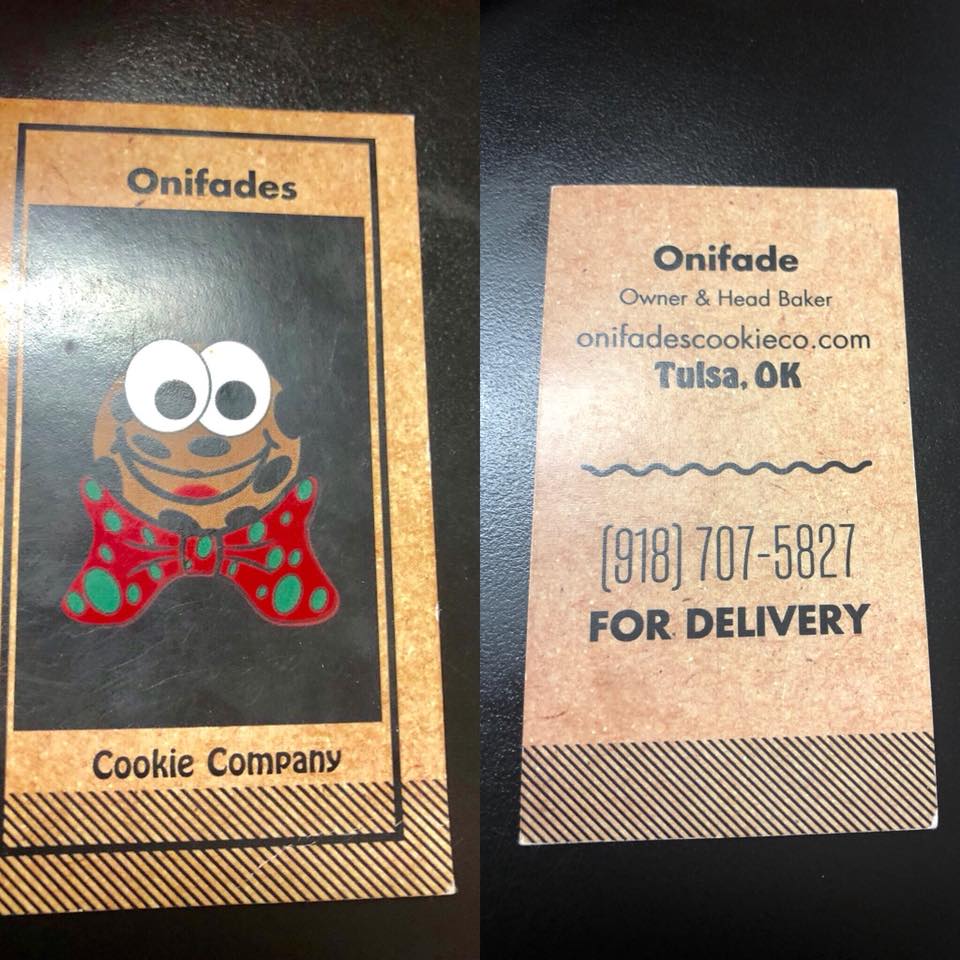 Onifades
Cookie Company
Onifade
Owner & Head Baker
onifadescookieco.com
Tulsa, OK
(918) 707-5827
FOR DELIVERY